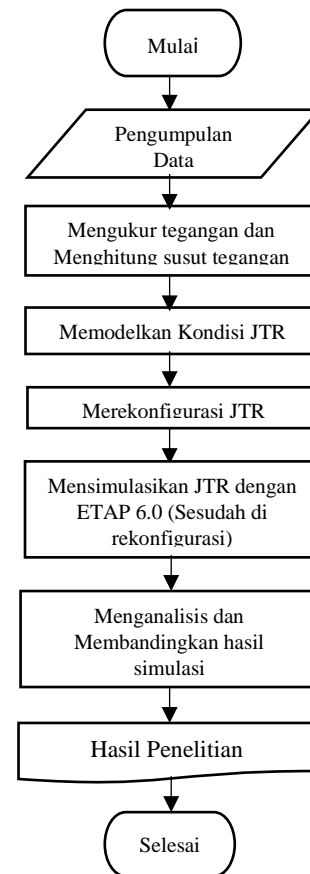 Mulai
Pengumpulan
Data
Mengukur tegangan dan
Menghitung susut tegangan
Memodelkan Kondisi JTR
Merekonfigurasi JTR
Mensimulasikan JTR dengan
ETAP 6.0 (Sesudah di
rekonfigurasi)
Menganalisis dan
Membandingkan hasil
simulasi
Hasil Penelitian
Selesai